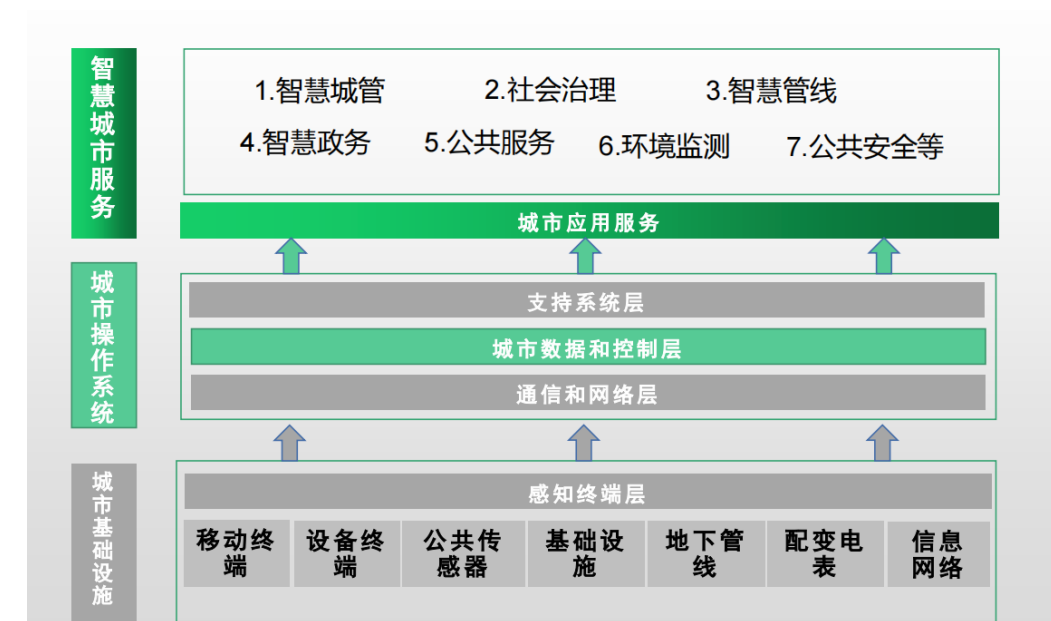 智慧城市服务
1.智慧城管 2.社会治理 3.智慧管线
4.智慧政务 5.公共服务 6.环境监测 7.公共安全等
城市应用服务
城市操作系统
支持系统层
城市数据和控制层
通信和网络层
城市基础设施
感知终端层
移动终端
设备终端
公共传感器
基础设施
地下管线
配变电表
信息网络